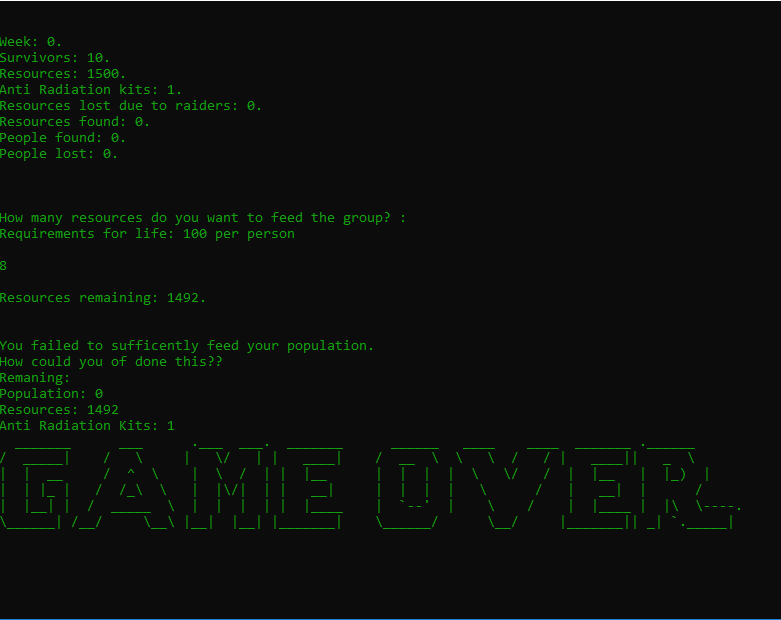 Week: 0.
Survivors: 10.
Resources: 1500.
Anti Radiation kits: 1.
Resources lost due to raiders: 0.
Resources found: 0.
People found: 0.
People lost: 0.
How many resources do you want to feed the group? :
Requirements for life: 100 per person
8
Resources remaining: 1492.
You failed to sufficently feed your population.
How could you of done this??
Remaning:
Population: 0
Resources: 1492
Anti Radiation Kits: 1
GAME OVER